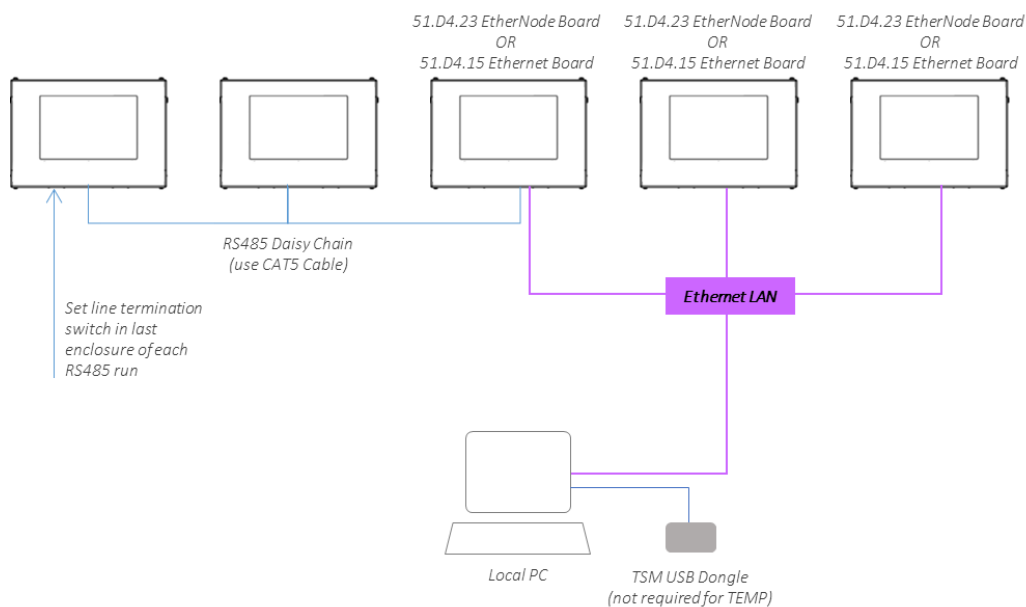 51.D4.23 EtherNode Board
OR
51.D4.15 Ethernet Board
51.D4.23 EtherNode Board
OR
51.D4.15 Ethernet Board
51.D4.23 EtherNode Board
OR
51.D4.15 Ethernet Board
RS485 Daisy Chain
(use CAT5 Cable)
Set line termination
switch in last
enclosure of each
RS485 run
Ethernet LAN
Local PC
TSM USB Dongle
(not required for TEMP)